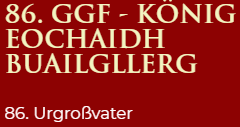 86. GGF - KÖNIG
EOCHAIDH
BUAILGLLERG
86. Urgroßvater